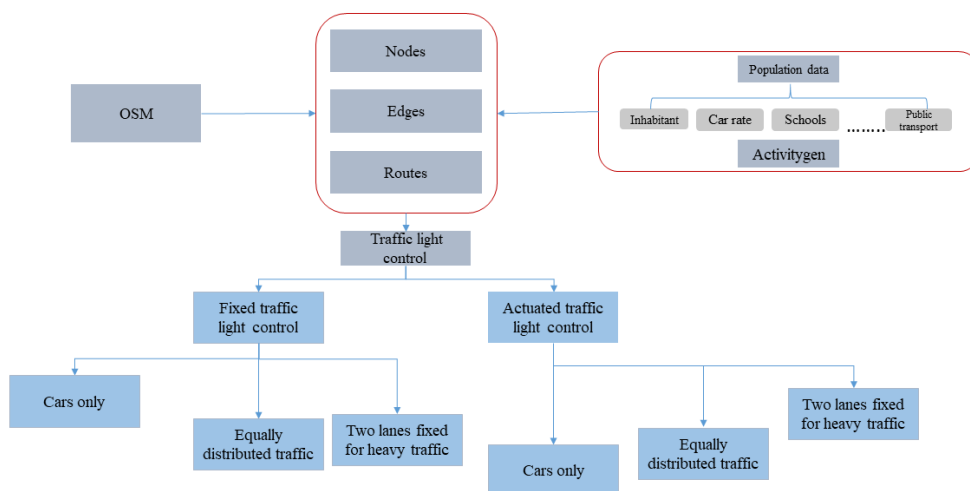 Nodes
Population data
OSM
Edges
Inhabitant
Car rate
Schools
........
Public
transport
Activitygen
Routes
Traffic light
control
Fixed traffic
light control
Actuated traffic
light control
Cars only
Equally
distributed traffic
Two lanes fixed
for heavy traffic
Cars only
Equally
distributed traffic
Two lanes fixed
for heavy traffic